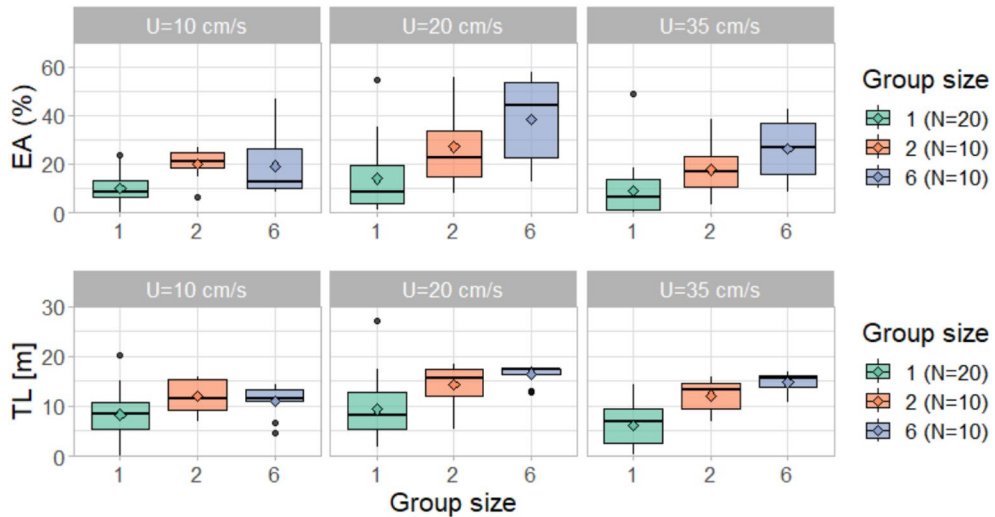 U=10 cm/s U=20 cm/s U=35 cm/s
EA (%)
60
40
20
0
1 2 6 1 2 6 1 2 6
Group size
1 (N=20)
2 (N=10)
6 (N=10)
U=10 cm/s U=20 cm/s U=35 cm/s
TL [m]
30
20
10
0
1 2 6 1 2 6 1 2 6
Group size
Group size
1 (N=20)
2 (N=10)
6 (N=10)